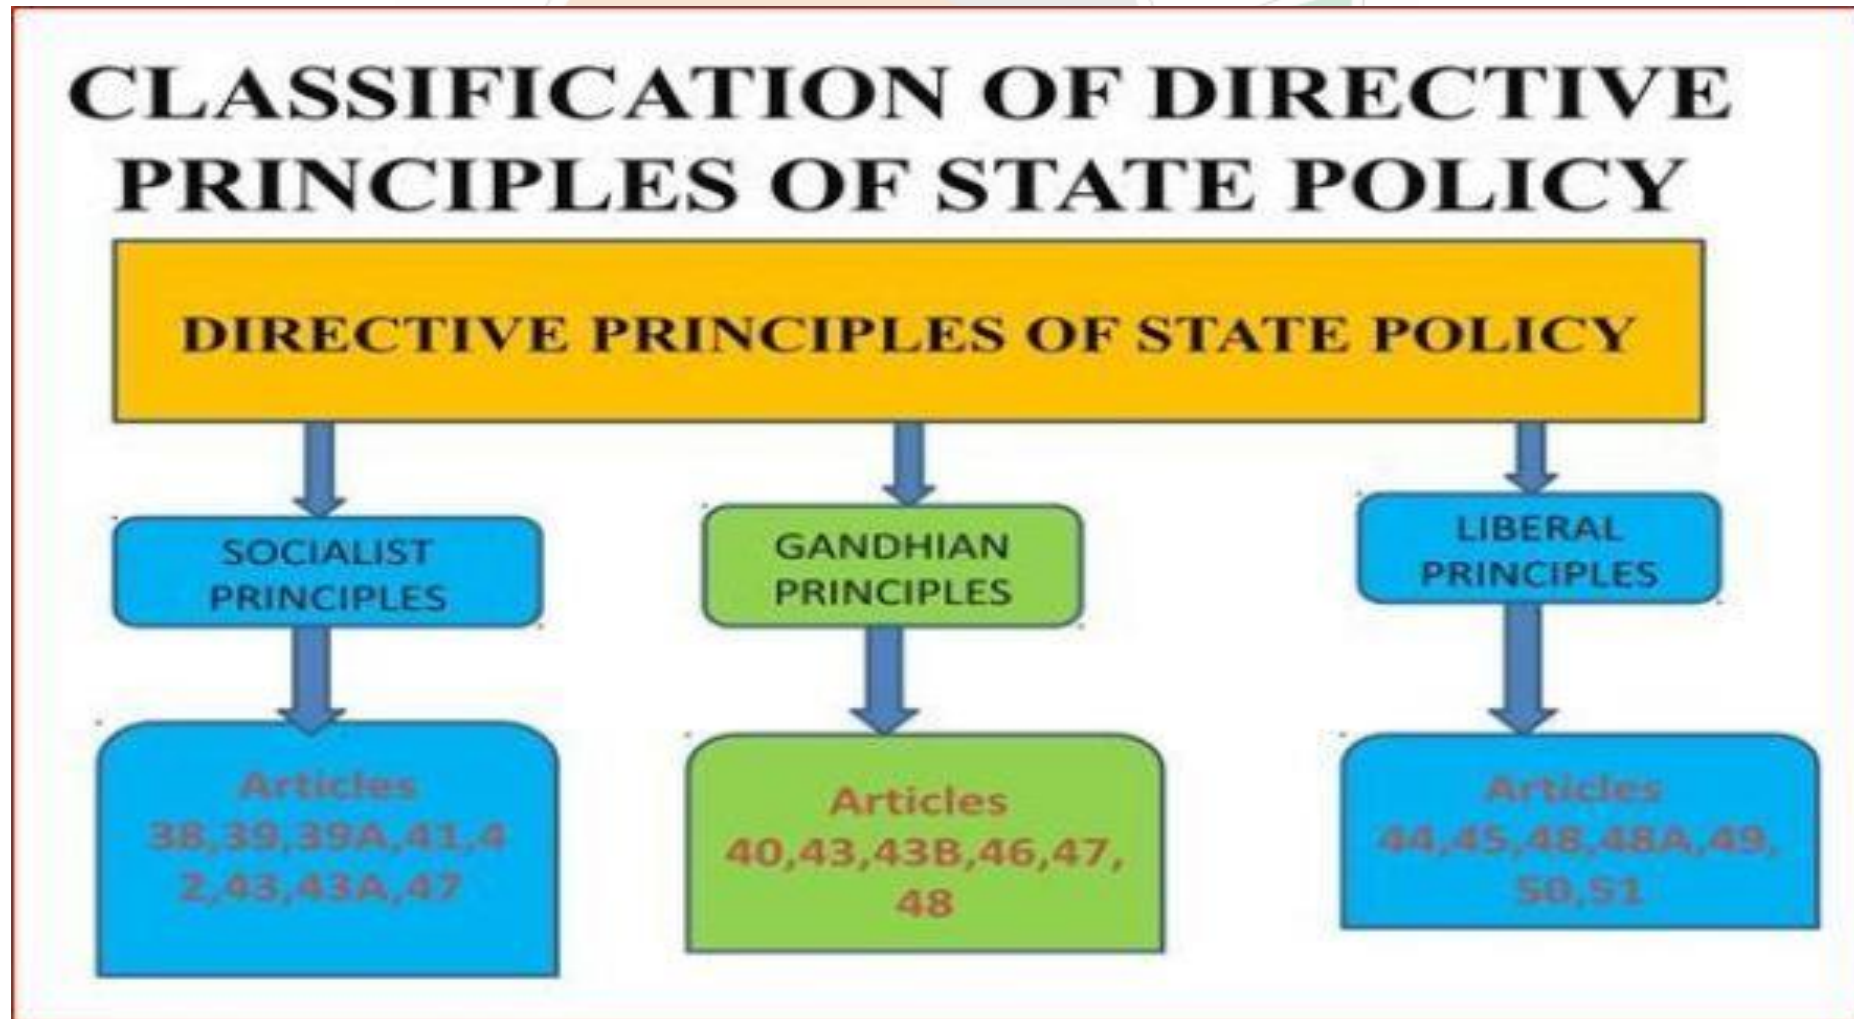 CLASSIFICATION OF DIRECTIVE
PRINCIPLES OF STATE POLICY
DIRECTIVE PRINCIPLES OF STATE POLICY
SOCIALIST
PRINCIPLES
GANDHIAN
PRINCIPLES
LIBERAL
PRINCIPLES
Articles
38,39,39A,41,4
2,43,43A,47
Articles
40,43,43B,46,47,
48
Articles
44,45,48,48A,49,
50,51